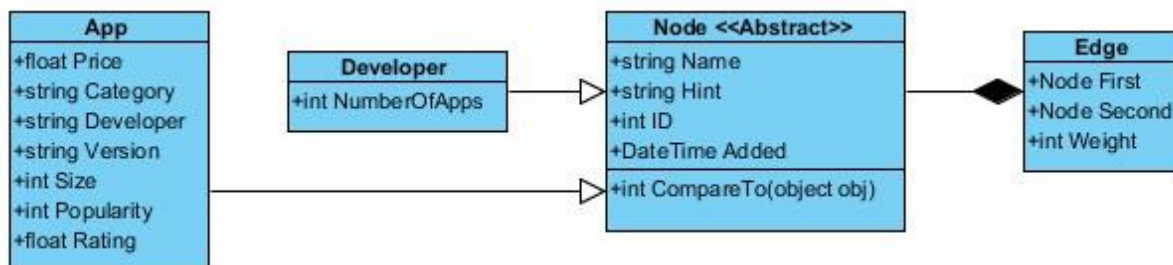 App
+float Price
+string Category
+string Developer
+string Version
+int Size
+int Popularity
+float Rating
Developer
+int NumberOfApps
Node <<Abstract>>
+string Name
+string Hint
+int ID
+DateTime Added
+int CompareTo(object obj)
Edge
+Node First
+Node Second
+int Weight